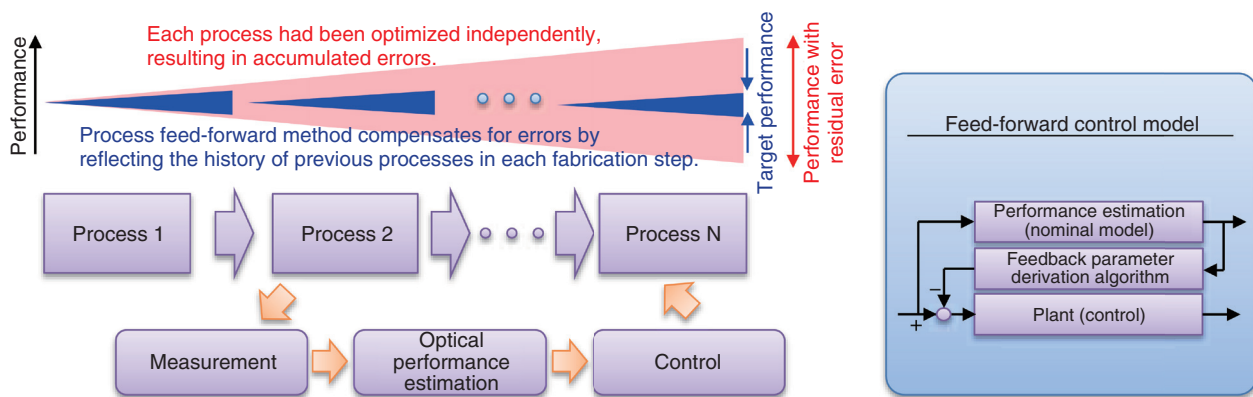 Performance
Each process had been optimized independently,
resulting in accumulated errors.
Process feed-forward method compensates for errors by
reflecting the history of previous processes in each fabrication step.
Target performance
Performance with
residual error
Process 1
Process 2
Process N
Measurement
Optical
performance
estimation
Control
Feed-forward control model
Performance estimation
(nominal model)
Feedback parameter
derivation algorithm
−
+
Plant (control)